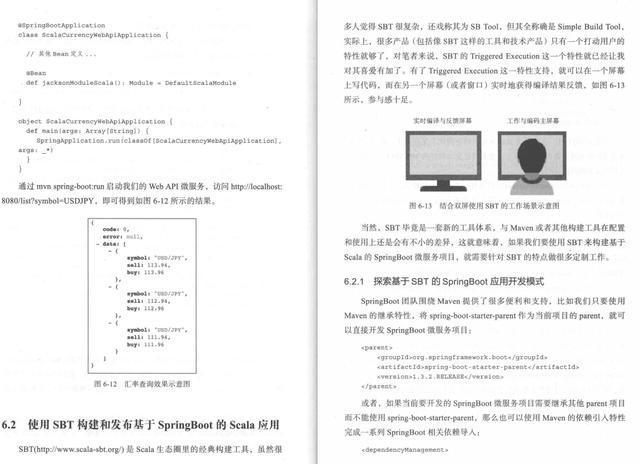 @SpringBootApplication
class ScalaCurrencyWebApiApplication {
// 其他 Bean 定义 ...
@Bean
def jacksonModuleScala(): Module = DefaultScalaModule
}
object ScalaCurrencyWebApiApplication {
def main(args: Array[String]) {
SpringApplication.run(classOf[ScalaCurrencyWebApiApplication],
args: _*)
}
}
通过 mvn spring-boot:run 启动我们的 Web API 微服务，访问 http://localhost:
8080/list?symbol=USDJPY，即可得到如图 6-12 所示的结果。
{
code: 0,
error: null,
- data: [
- {
symbol: "USD/JPY",
sell: 113.94,
buy: 113.96
},
- {
symbol: "USD/JPY",
sell: 112.94,
buy: 112.96
},
- {
symbol: "USD/JPY",
sell: 111.94,
buy: 111.96
}
]
}
图 6-12 汇率查询效果示意图
6.2 使用 SBT 构建和发布基于 SpringBoot 的 Scala 应用
SBT(http://www.scala-sbt.org/) 是 Scala 生态圈里的经典构建工具，虽然很
多人觉得 SBT 很复杂，还戏称其为 SB Tool，但其全称确是 Simple Build Tool，
实际上，很多产品（包括像 SBT 这样的工具和技术产品）只有一个打动用户的
特性就够了，对笔者来说，SBT 的 Triggered Execution 这一个特性就已经让我
对其喜爱有加了。有了 Triggered Execution 这一特性支持，就可以在一个屏幕
上写代码，而在另一个屏幕（或者窗口）实时地获得编译结果反馈，如图 6-13
所示，参与感十足。
实时编译与反馈屏幕 工作与编码主屏幕
图 6-13 结合双屏使用 SBT 的工作场景示意图
当然，SBT 毕竟是一套新的工具体系，与 Maven 或者其他构建工具在配置
和使用上还是会有不小的差异，这就意味着，如果我们要使用 SBT 来构建基于
Scala 的 SpringBoot 微服务项目，就需要针对 SBT 的特点做很多定制工作。
6.2.1 探索基于 SBT 的 SpringBoot 应用开发模式
SpringBoot 团队围绕 Maven 提供了很多便利和支持，比如我们只要使用
Maven 的继承特性，将 spring-boot-starter-parent 作为当前项目的 parent，就可
以直接开发 SpringBoot 微服务项目：
<parent>
<groupId>org.springframework.boot</groupId>
<artifactId>spring-boot-starter-parent</artifactId>
<version>1.3.2.RELEASE</version>
</parent>
或者，如果当前要开发的 SpringBoot 微服务项目需要继承其他 parent 项目
而不能使用 spring-boot-starter-parent，那么也可以使用 Maven 的依赖引入特性
完成一系列 SpringBoot 相关依赖导入：
<dependencyManagement>